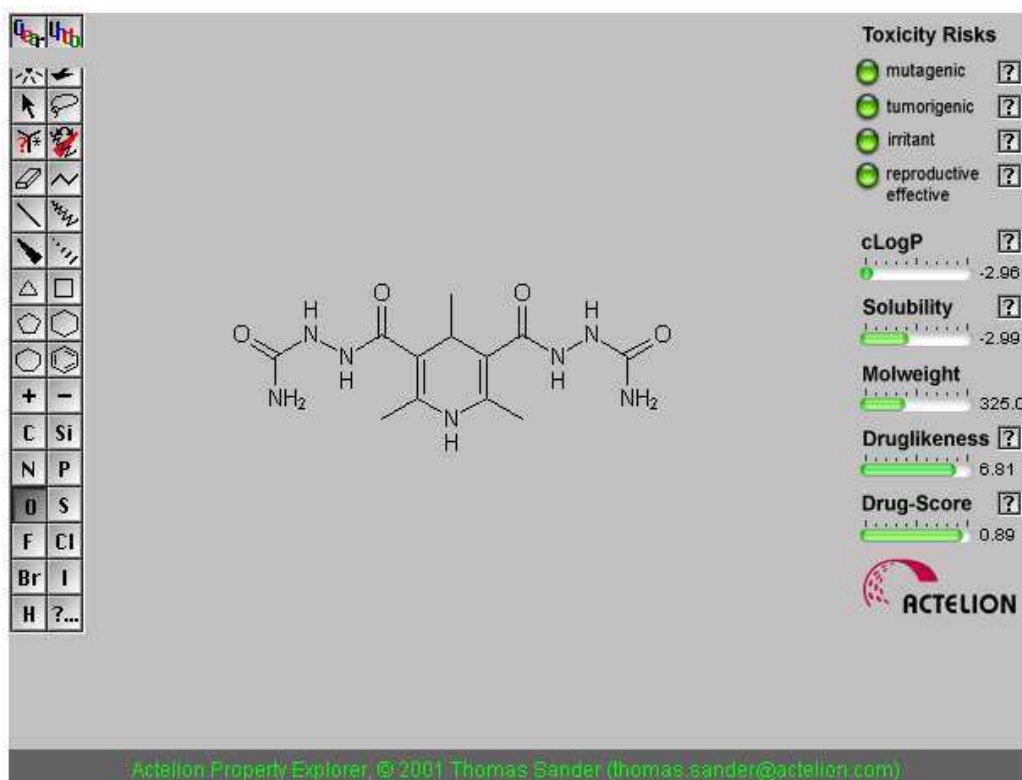 Clear Undo
Toxicity Risks
mutagenic ?
tumorigenic ?
irritant ?
reproductive ?
effective
cLogP ?
-2.96
Solubility ?
-2.99
Molweight
325.0
Druglikeness ?
6.81
Drug-Score ?
0.89
ACTELION
?
*
+ −
C Si
N P
O S
F Cl
Br I
H ?...
O
H
N
N
H
O
O
H
N
N
H
O
NH2
NH2
N
H
Actelion Property Explorer, © 2001 Thomas Sander (thomas.sander@actelion.com)